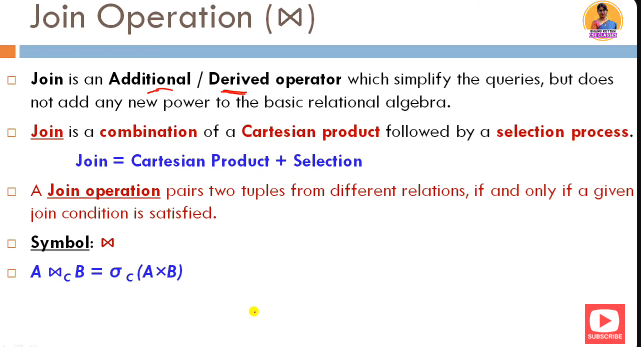 Join Operation (⋈)
Join is an Additional / Derived operator which simplify the queries, but does
not add any new power to the basic relational algebra.
Join is a combination of a Cartesian product followed by a selection process.
Join = Cartesian Product + Selection
A Join operation pairs two tuples from different relations, if and only if a given
join condition is satisfied.
Symbol: ⋈
A ⋈c B = σ c (A×B)
SUBSCRIBE